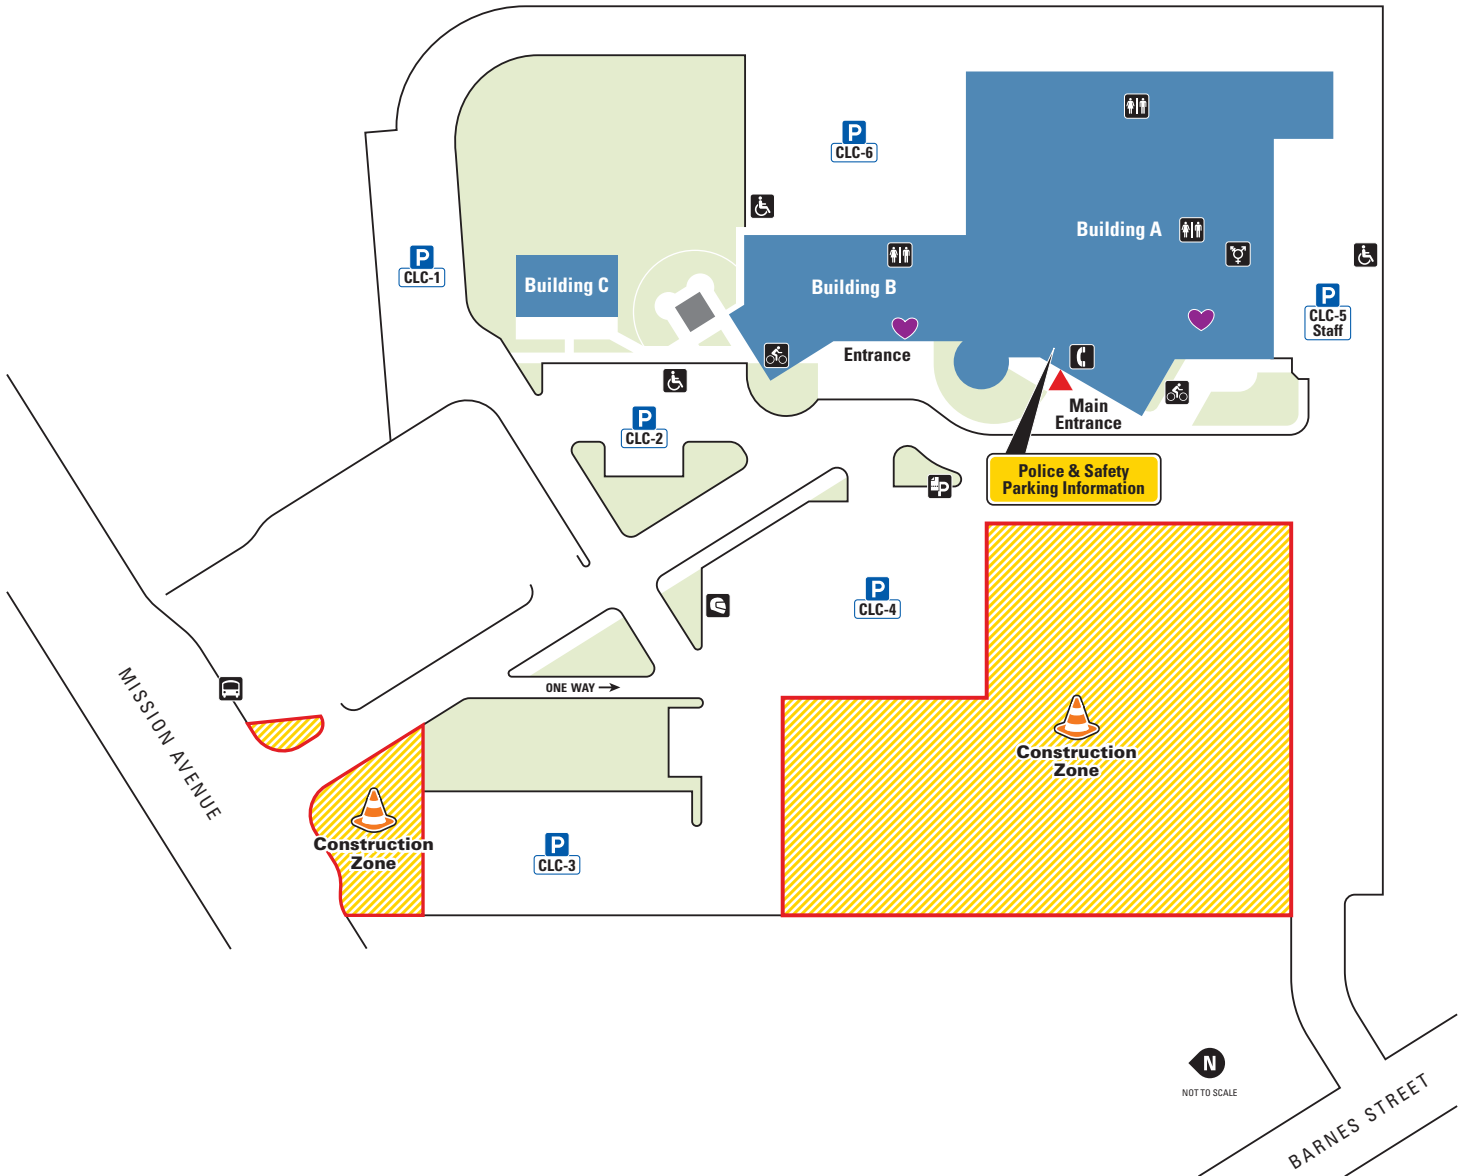 P
CLC-6
Building A
P
CLC-1
Building C
Building B
P
CLC-5
Staff
Entrance
Main
Entrance
P
CLC-2
Police & Safety
Parking Information
P
P
CLC-4
ONE WAY
MISSION AVENUE
Construction
Zone
Construction
Zone
P
CLC-3
N
NOT TO SCALE
BARNES STREET